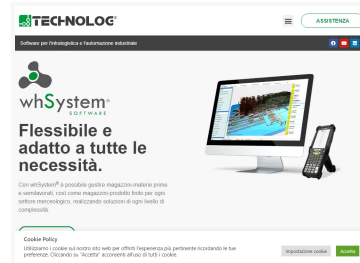 TECHNOLOG®
ASSISTENZA
Software per l'intralogistica e l'automazione industriale
whSystem®
SOFTWARE
Flessibile e
adatto a tutte le
necessità.
Con whSystem® è possibile gestire magazzini-materie prime
e-semilavorati, così come magazzini-prodotto finito per ogni
settore merceologico, realizzando soluzioni di ogni livello di
complessità.
Cookie Policy
Utilizziamo i cookie sul nostro sito web per offrirti l'esperienza più pertinente ricordando le tue
preferenze. Cliccando su "Accetta" acconsenti all'uso di tutti i cookie.
Impostazione cookie
Accetta